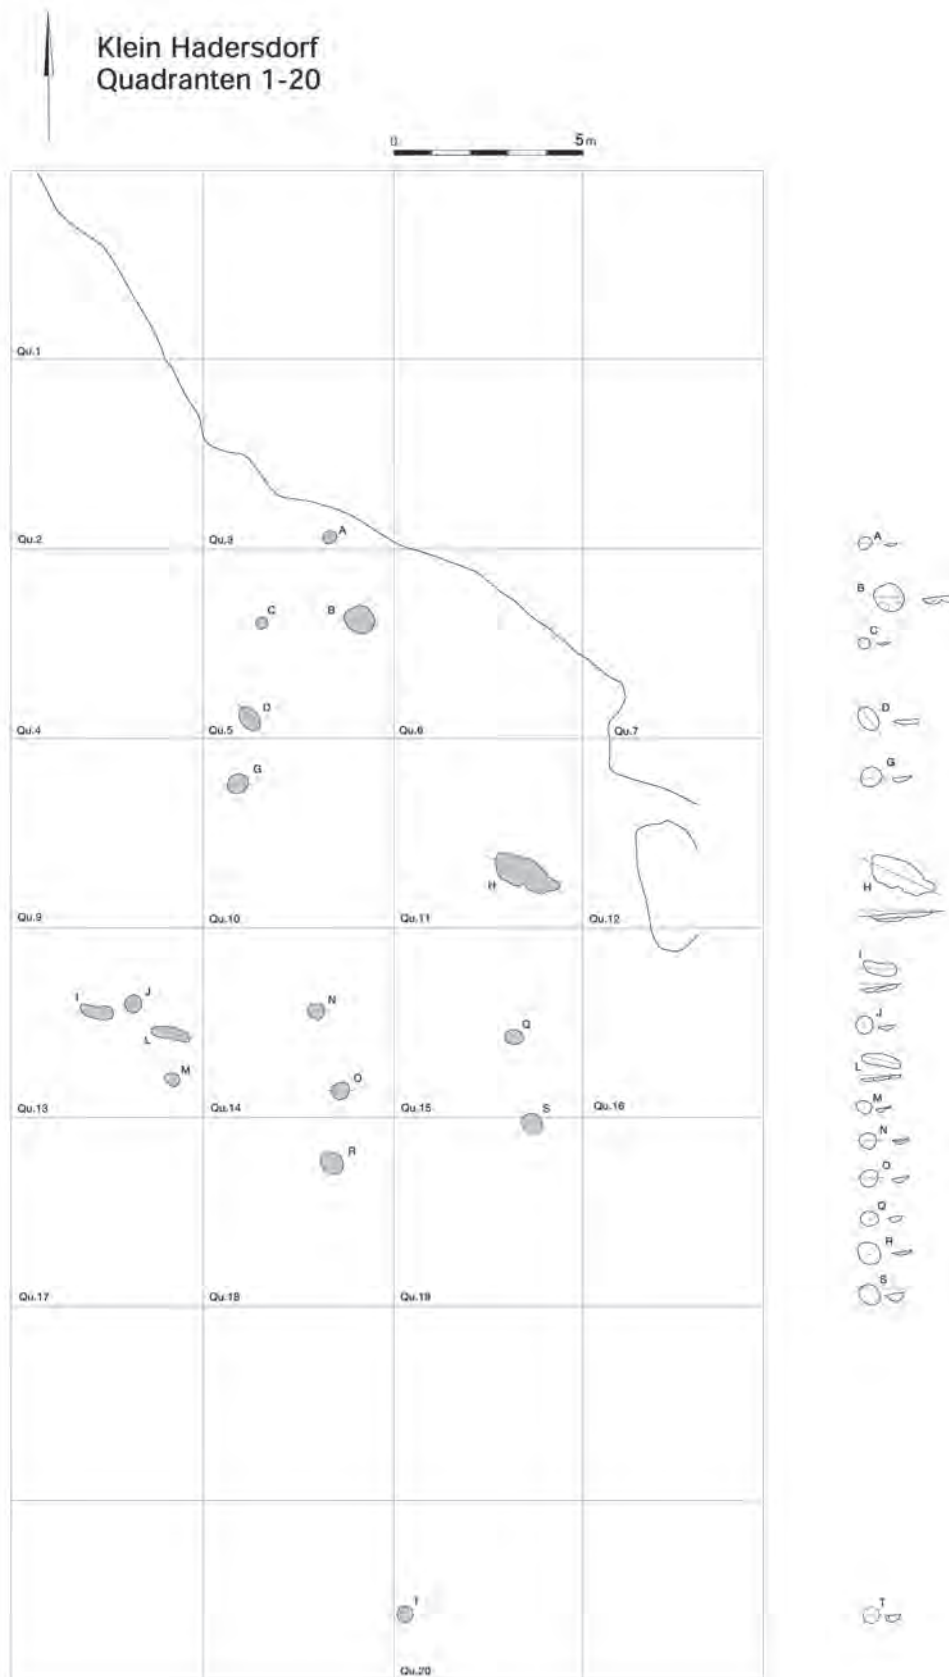 Klein Hadersdorf
Quadranten 1-20
0 5m
Qu.1
A
Qu.2 Qu.3
A
B
C B
C
D D
Qu.4 Qu.5 Qu.6 Qu.7
G G
H H
Qu.9 Qu.10 Qu.11 Qu.12
I
I J N
J
Q
L
L
M O
M
Qu.13 Qu.14 Qu.15 S Qu.16
N
R
O
Q
R
S
Qu.17 Qu.18 Qu.19
T T
Qu.20